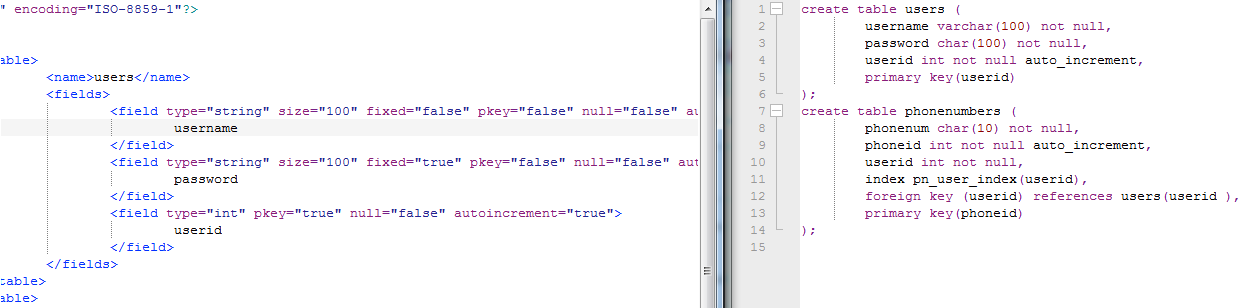 " encoding="ISO-8859-1"?>
able>
<name>users</name>
<fields>
<field type="string" size="100" fixed="false" pkey="false" null="false" au
username
</field>
<field type="string" size="100" fixed="true" pkey="false" null="false" aut
password
</field>
<field type="int" pkey="true" null="false" autoincrement="true">
userid
</field>
</fields>
table>
able>
1 create table users (
2 username varchar(100) not null,
3 password char(100) not null,
4 userid int not null auto_increment,
5 primary key(userid)
6 );
7 create table phonenumbers (
8 phonenum char(10) not null,
9 phoneid int not null auto_increment,
10 userid int not null,
11 index pn_user_index(userid),
12 foreign key (userid) references users(userid ),
13 primary key(phoneid)
14 );
15